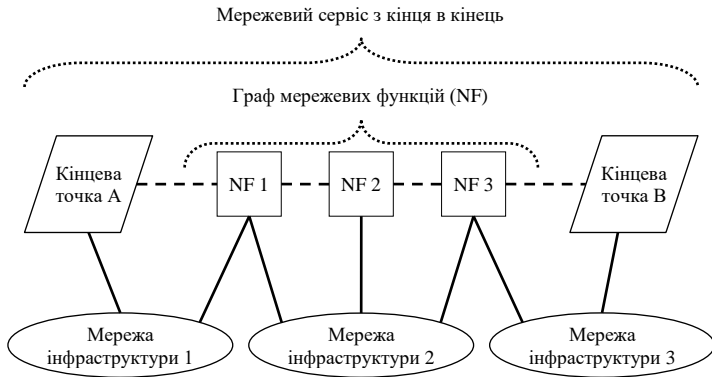 Мережевий сервіс з кінця в кінець
Граф мережевих функцій (NF)
Кінцева
точка А
NF 1
NF 2
NF 3
Кінцева
точка В
Мережа
інфраструктури 1
Мережа
інфраструктури 2
Мережа
інфраструктури 3